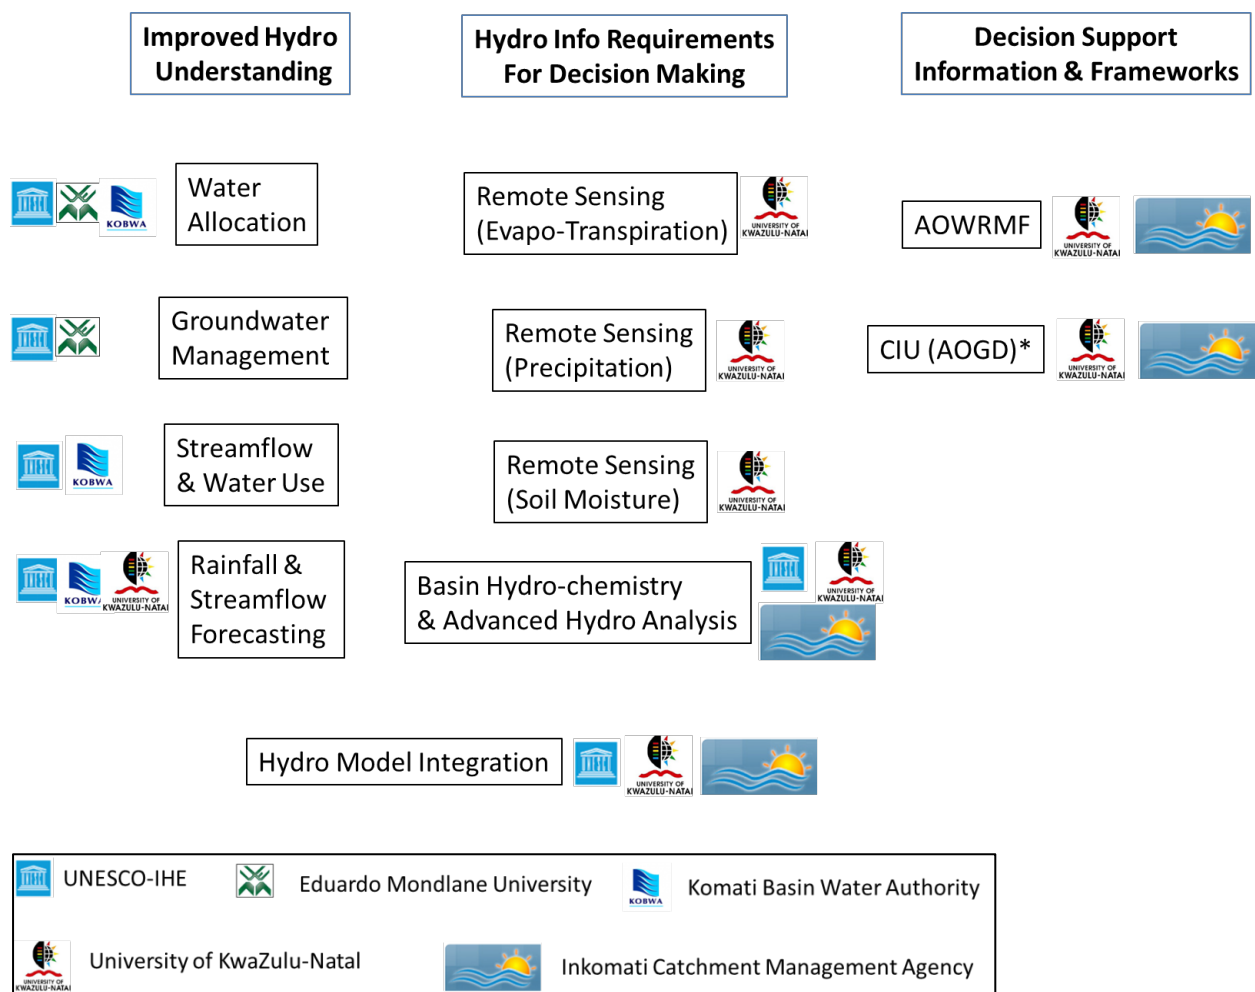 Improved Hydro
Understanding
Hydro Info Requirements
For Decision Making
Decision Support
Information & Frameworks
KOBWA
Water
Allocation
Remote Sensing
(Evapo-Transpiration)
UNIVERSITY OF
KWAZULU-NATAL
AOWRMF
UNIVERSITY OF
KWAZULU-NATAL
Groundwater
Management
Remote Sensing
(Precipitation)
UNIVERSITY OF
KWAZULU-NATAL
CIU (AOGD)*
UNIVERSITY OF
KWAZULU-NATAL
KOBWA
Streamflow
& Water Use
Remote Sensing
(Soil Moisture)
UNIVERSITY OF
KWAZULU-NATAL
KOBWA
UNIVERSITY OF
KWAZULU-NATAL
Rainfall &
Streamflow
Forecasting
Basin Hydro-chemistry
& Advanced Hydro Analysis
UNIVERSITY OF
KWAZULU-NATAL
Hydro Model Integration
UNIVERSITY OF
KWAZULU-NATAL
UNESCO-IHE
Eduardo Mondlane University
KOBWA
Komati Basin Water Authority
UNIVERSITY OF
KWAZULU-NATAL
University of KwaZulu-Natal
Inkomati Catchment Management Agency